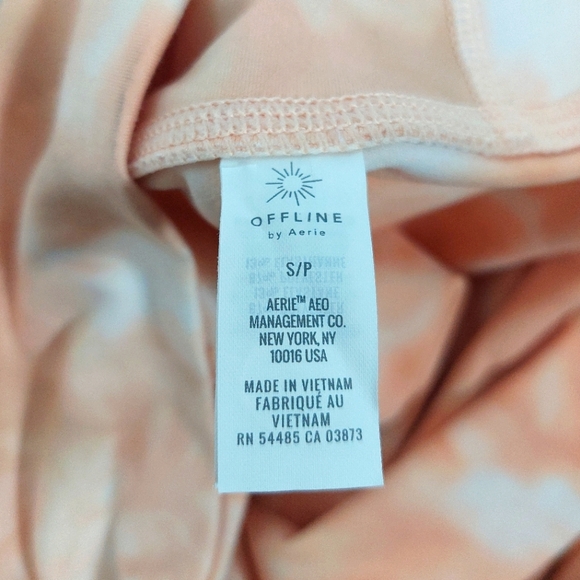 OFFLINE
by Aerie
S/P
AERIE™ AEO
MANAGEMENT CO.
NEW YORK, NY
10016 USA
MADE IN VIETNAM
FABRIQUÉ AU
VIETNAM
RN 54485 CA 03873